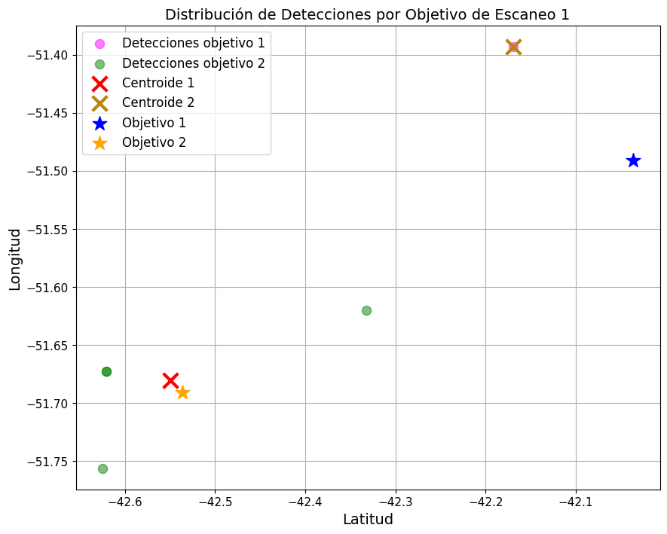 Distribución de Detecciones por Objetivo de Escaneo 1
Detecciones objetivo 1
Detecciones objetivo 2
Centroide 1
Centroide 2
Objetivo 1
Objetivo 2
−51.40
−51.45
−51.50
−51.55
−51.60
−51.65
−51.70
−51.75
Longitud
−42.6 −42.5 −42.4 −42.3 −42.2 −42.1
Latitud